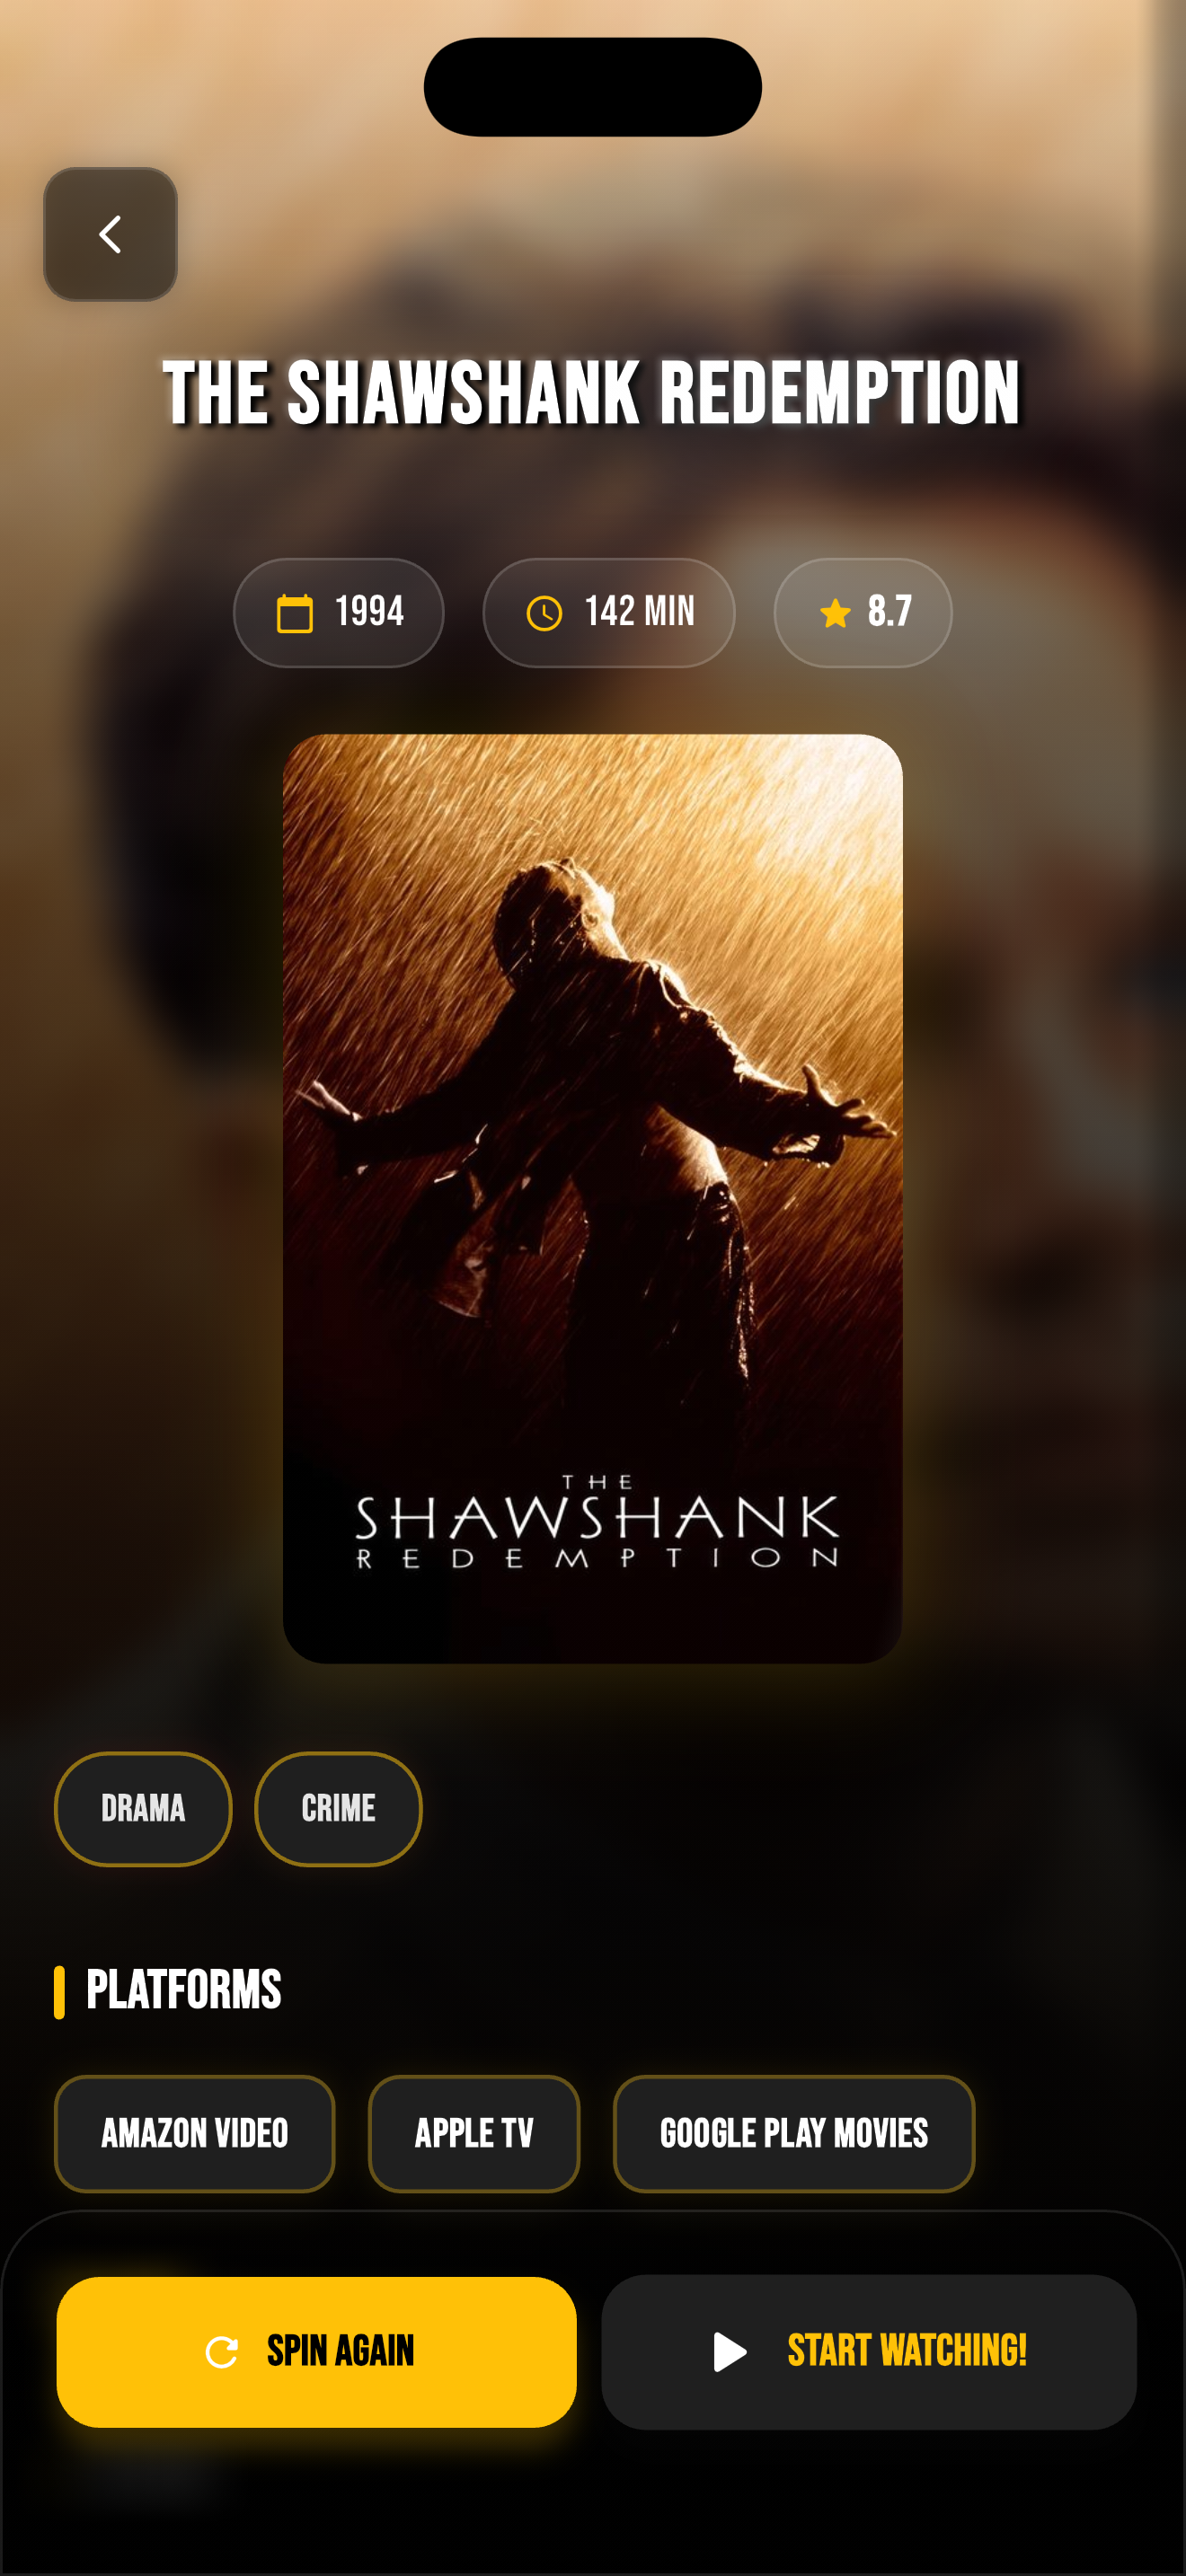 THE SHAWSHANK REDEMPTION
1994 142 MIN 8.7
THE
SHAWSHANK
REDEMPTION
DRAMA CRIME
PLATFORMS
AMAZON VIDEO APPLE TV GOOGLE PLAY MOVIES
SPIN AGAIN START WATCHING!